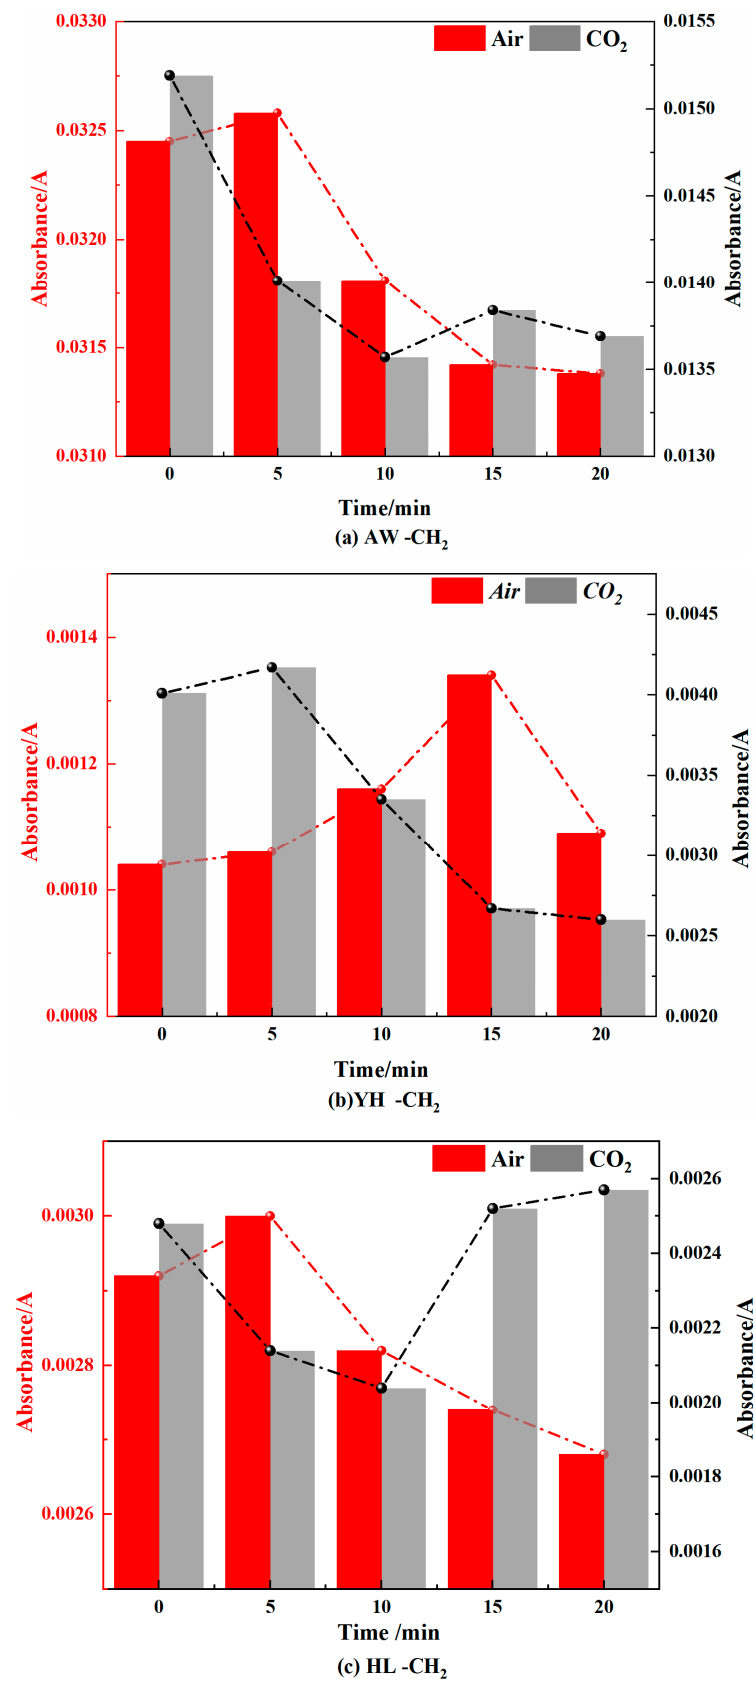 0.0330
0.0325
0.0320
0.0315
0.0310
Absorbance/A
Air
CO₂
0.0155
0.0150
0.0145
0.0140
0.0135
0.0130
Absorbance/A
0
5
10
15
20
Time/min
(a) AW -CH₂
0.0014
0.0012
0.0010
0.0008
Absorbance/A
Air
CO₂
0.0045
0.0040
0.0035
0.0030
0.0025
0.0020
Absorbance/A
0
5
10
15
20
Time/min
(b)YH -CH₂
0.0030
0.0028
0.0026
Absorbance/A
Air
CO₂
0.0026
0.0024
0.0022
0.0020
0.0018
0.0016
Absorbance/A
0
5
10
15
20
Time /min
(c) HL -CH₂